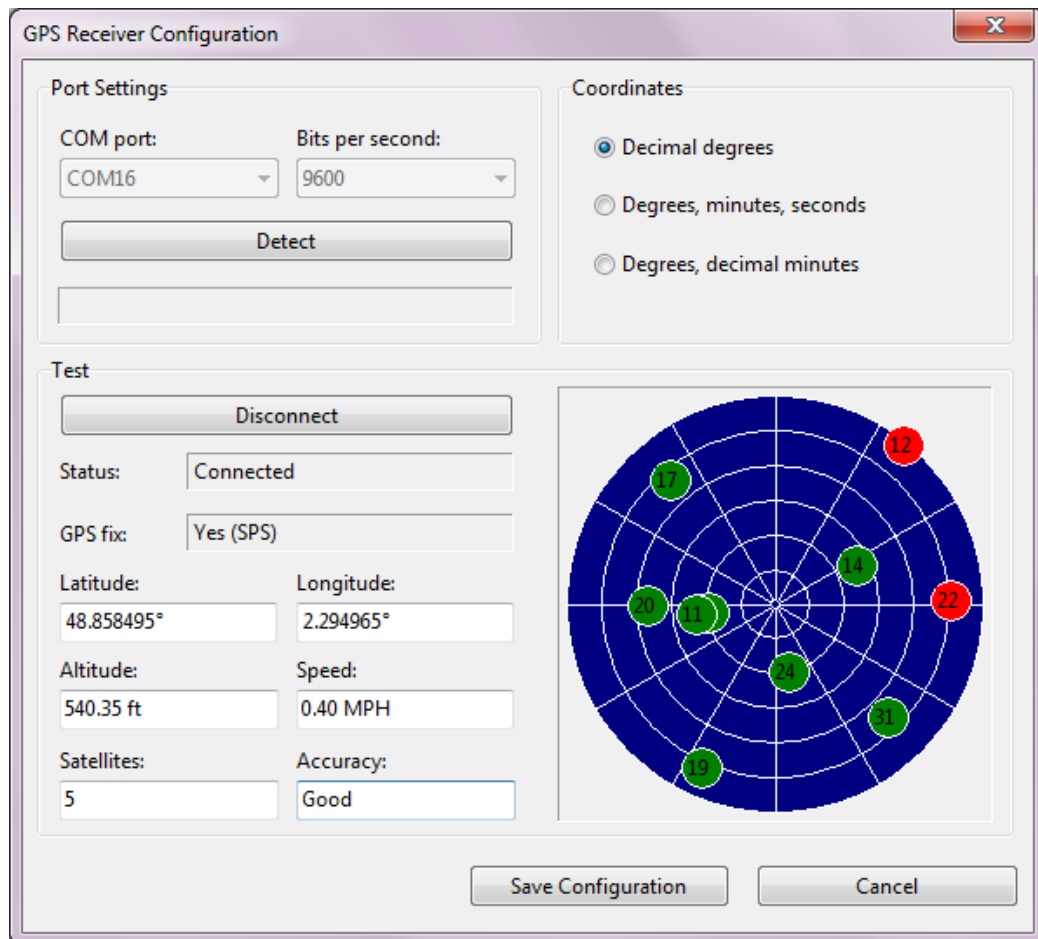 GPS Receiver Configuration
Port Settings
COM port:
Bits per second:
COM16
9600
Detect
Coordinates
Decimal degrees
Degrees, minutes, seconds
Degrees, decimal minutes
Test
Disconnect
Status:
Connected
GPS fix:
Yes (SPS)
Latitude:
Longitude:
48.858495°
2.294965°
Altitude:
Speed:
540.35 ft
0.40 MPH
Satellites:
Accuracy:
5
Good
12
17
14
20
11
22
24
31
19
Save Configuration
Cancel